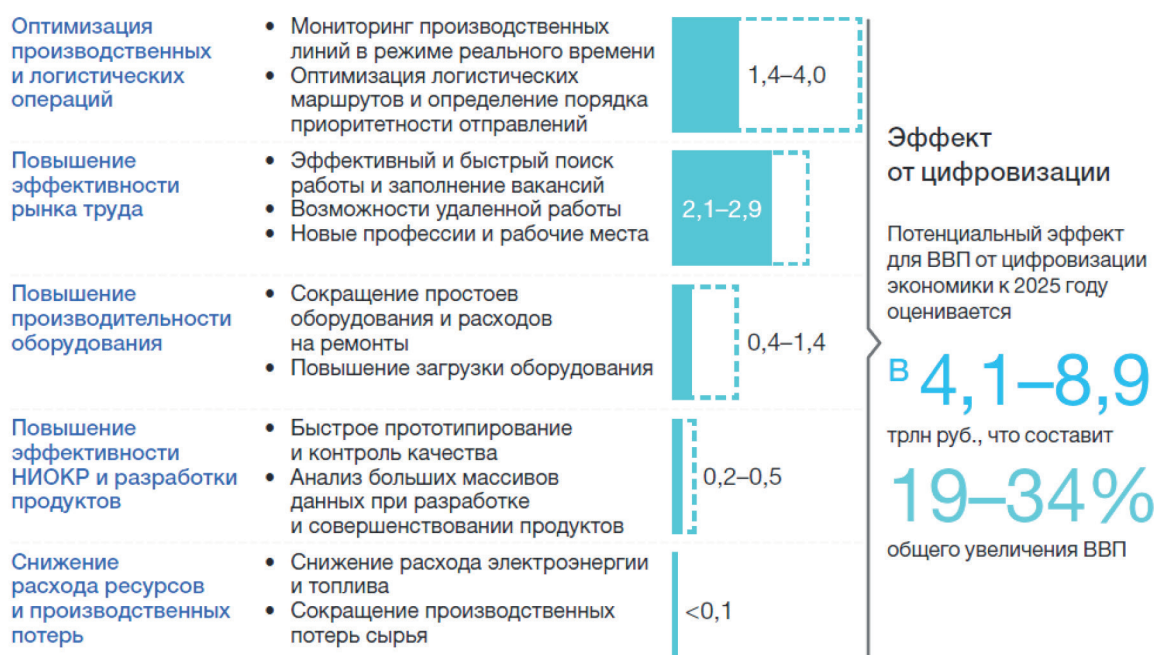 Оптимизация
производственных
и логистических
операций
• Мониторинг производственных
линий в режиме реального времени
• Оптимизация логистических
маршрутов и определение порядка
приоритетности отправлений
1,4–4,0
Повышение
эффективности
рынка труда
• Эффективный и быстрый поиск
работы и заполнение вакансий
• Возможности удаленной работы
• Новые профессии и рабочие места
2,1–2,9
Повышение
производительности
оборудования
• Сокращение простоев
оборудования и расходов
на ремонты
• Повышение загрузки оборудования
0,4–1,4
Повышение
эффективности
НИОКР и разработки
продуктов
• Быстрое прототипирование
и контроль качества
• Анализ больших массивов
данных при разработке
и совершенствовании продуктов
0,2–0,5
Снижение
расхода ресурсов
и производственных
потерь
• Снижение расхода электроэнергии
и топлива
• Сокращение производственных
потерь сырья
<0,1
Эффект
от цифровизации
Потенциальный эффект
для ВВП от цифровизации
экономики к 2025 году
оценивается
в 4,1–8,9
трлн руб., что составит
19–34%
общего увеличения ВВП